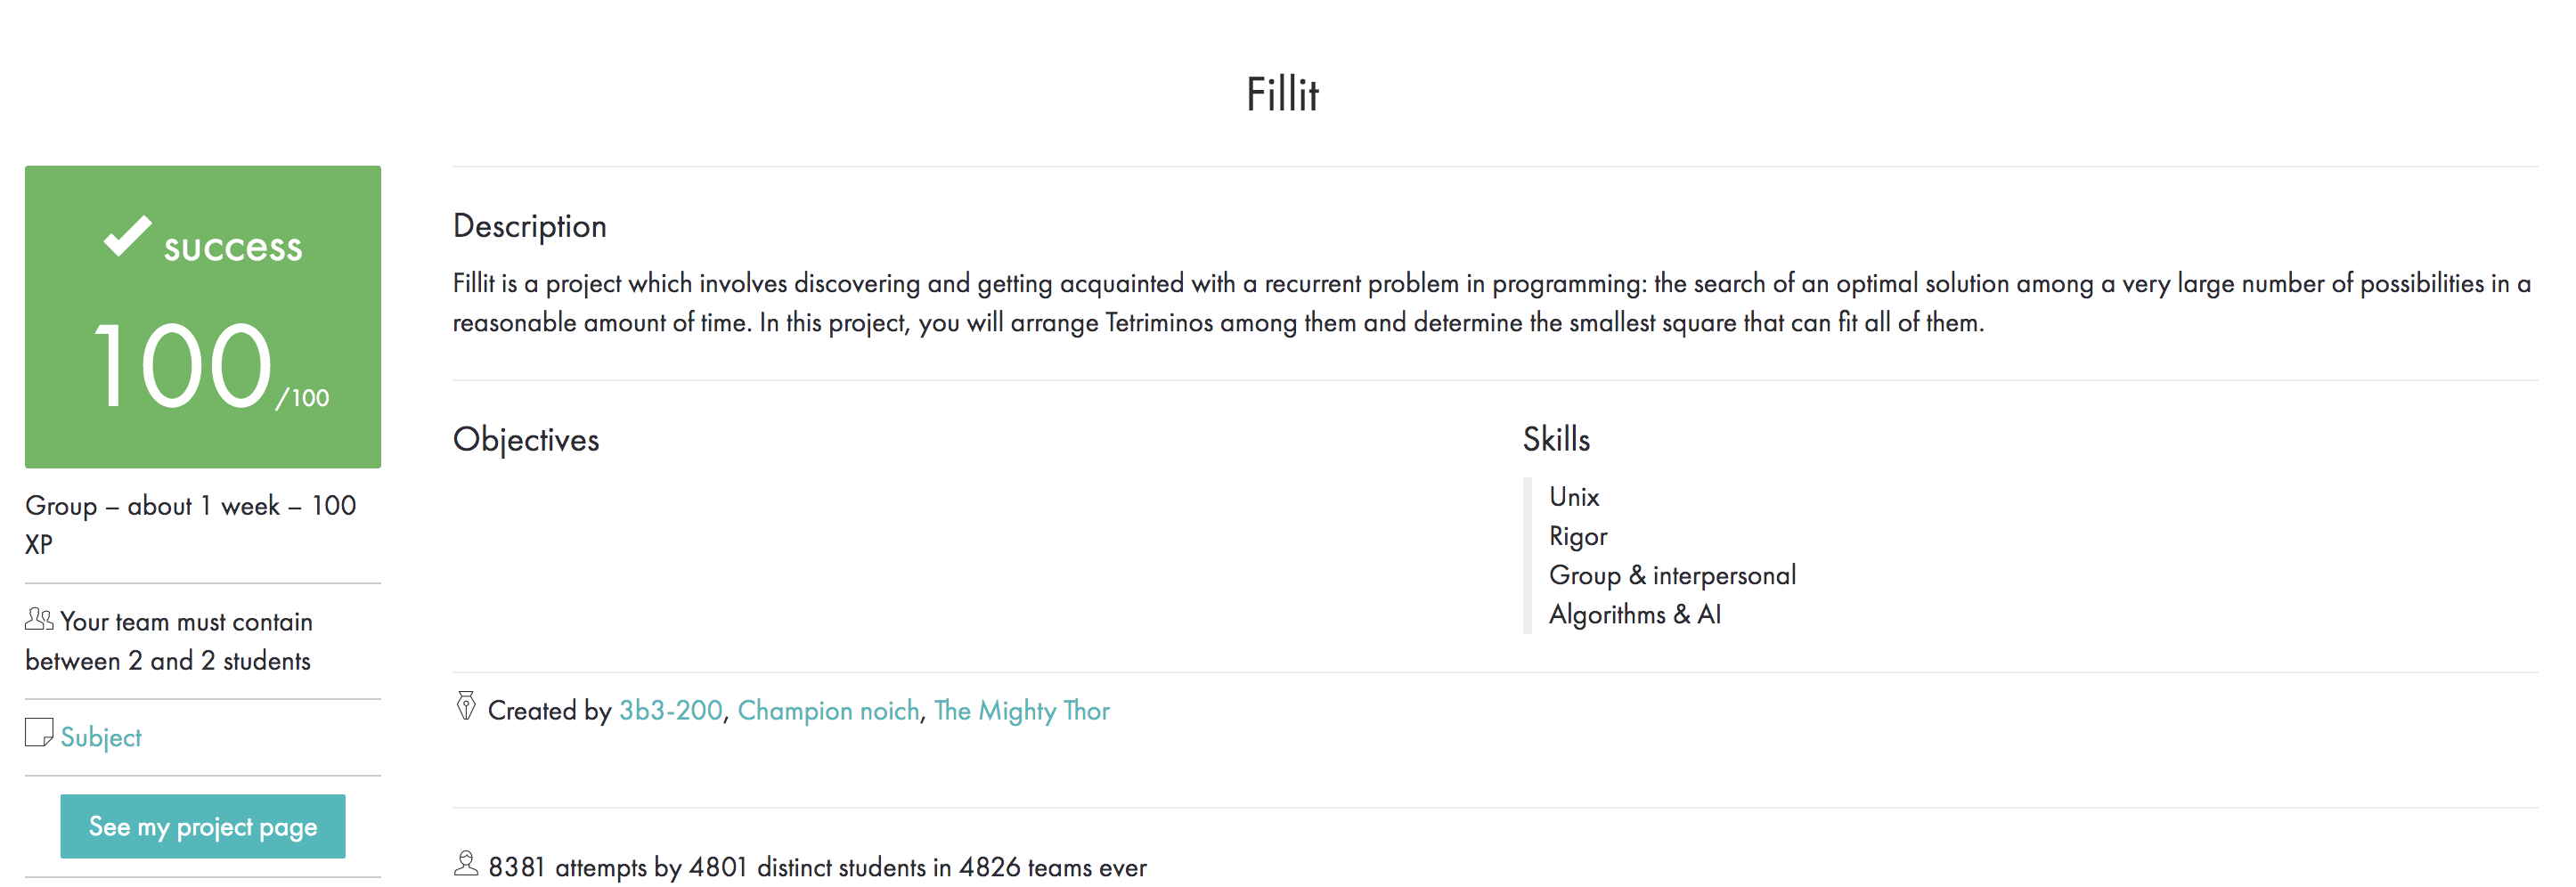 Fillit
success
100/100
Group – about 1 week – 100
XP
Your team must contain
between 2 and 2 students
Subject
See my project page
Description
Fillit is a project which involves discovering and getting acquainted with a recurrent problem in programming: the search of an optimal solution among a very large number of possibilities in a
reasonable amount of time. In this project, you will arrange Tetriminos among them and determine the smallest square that can fit all of them.
Objectives
Skills
Unix
Rigor
Group & interpersonal
Algorithms & AI
Created by 3b3-200, Champion noich, The Mighty Thor
8381 attempts by 4801 distinct students in 4826 teams ever